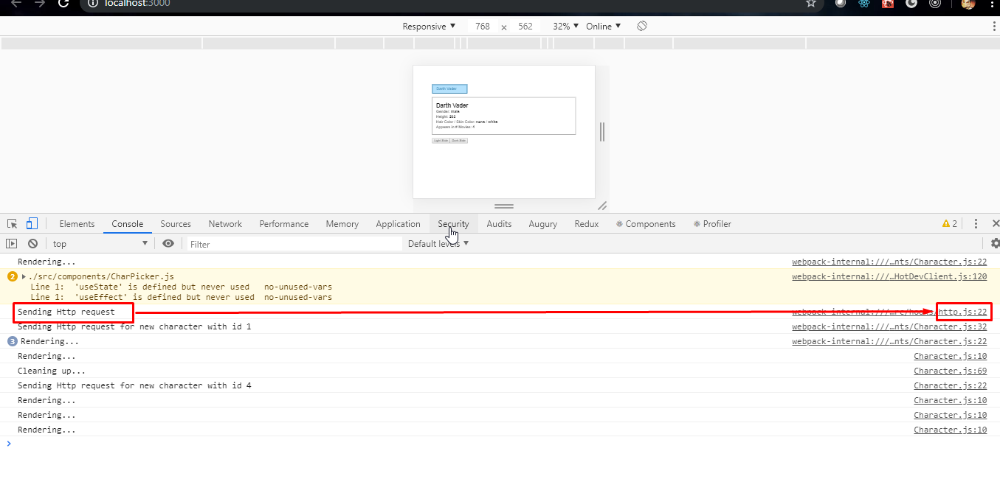 localhost:3000
Responsive ▼ 768 × 562 32% ▼ Online ▼
Darth Vader
Darth Vader
Gender: male
Height: 202
Hair Color / Skin Color: none / white
Appears in # Movies: 4
Light Side Dark Side
Elements Console Sources Network Performance Memory Application Security Audits Augury Redux Components Profiler 2
top ▼ Filter Default levels ▼
Rendering... webpack-internal:///…nts/Character.js:22
2 ./src/components/CharPicker.js webpack-internal:///…HotDevClient.js:120
Line 1: 'useState' is defined but never used no-unused-vars
Line 1: 'useEffect' is defined but never used no-unused-vars
Sending Http request webpack-internal:///…rc/hooks/http.js:22
Sending Http request for new character with id 1 webpack-internal:///…nts/Character.js:32
3 Rendering... webpack-internal:///…nts/Character.js:22
Rendering... Character.js:10
Cleaning up... Character.js:69
Sending Http request for new character with id 4 Character.js:22
Rendering... Character.js:10
Rendering... Character.js:10
Rendering... Character.js:10